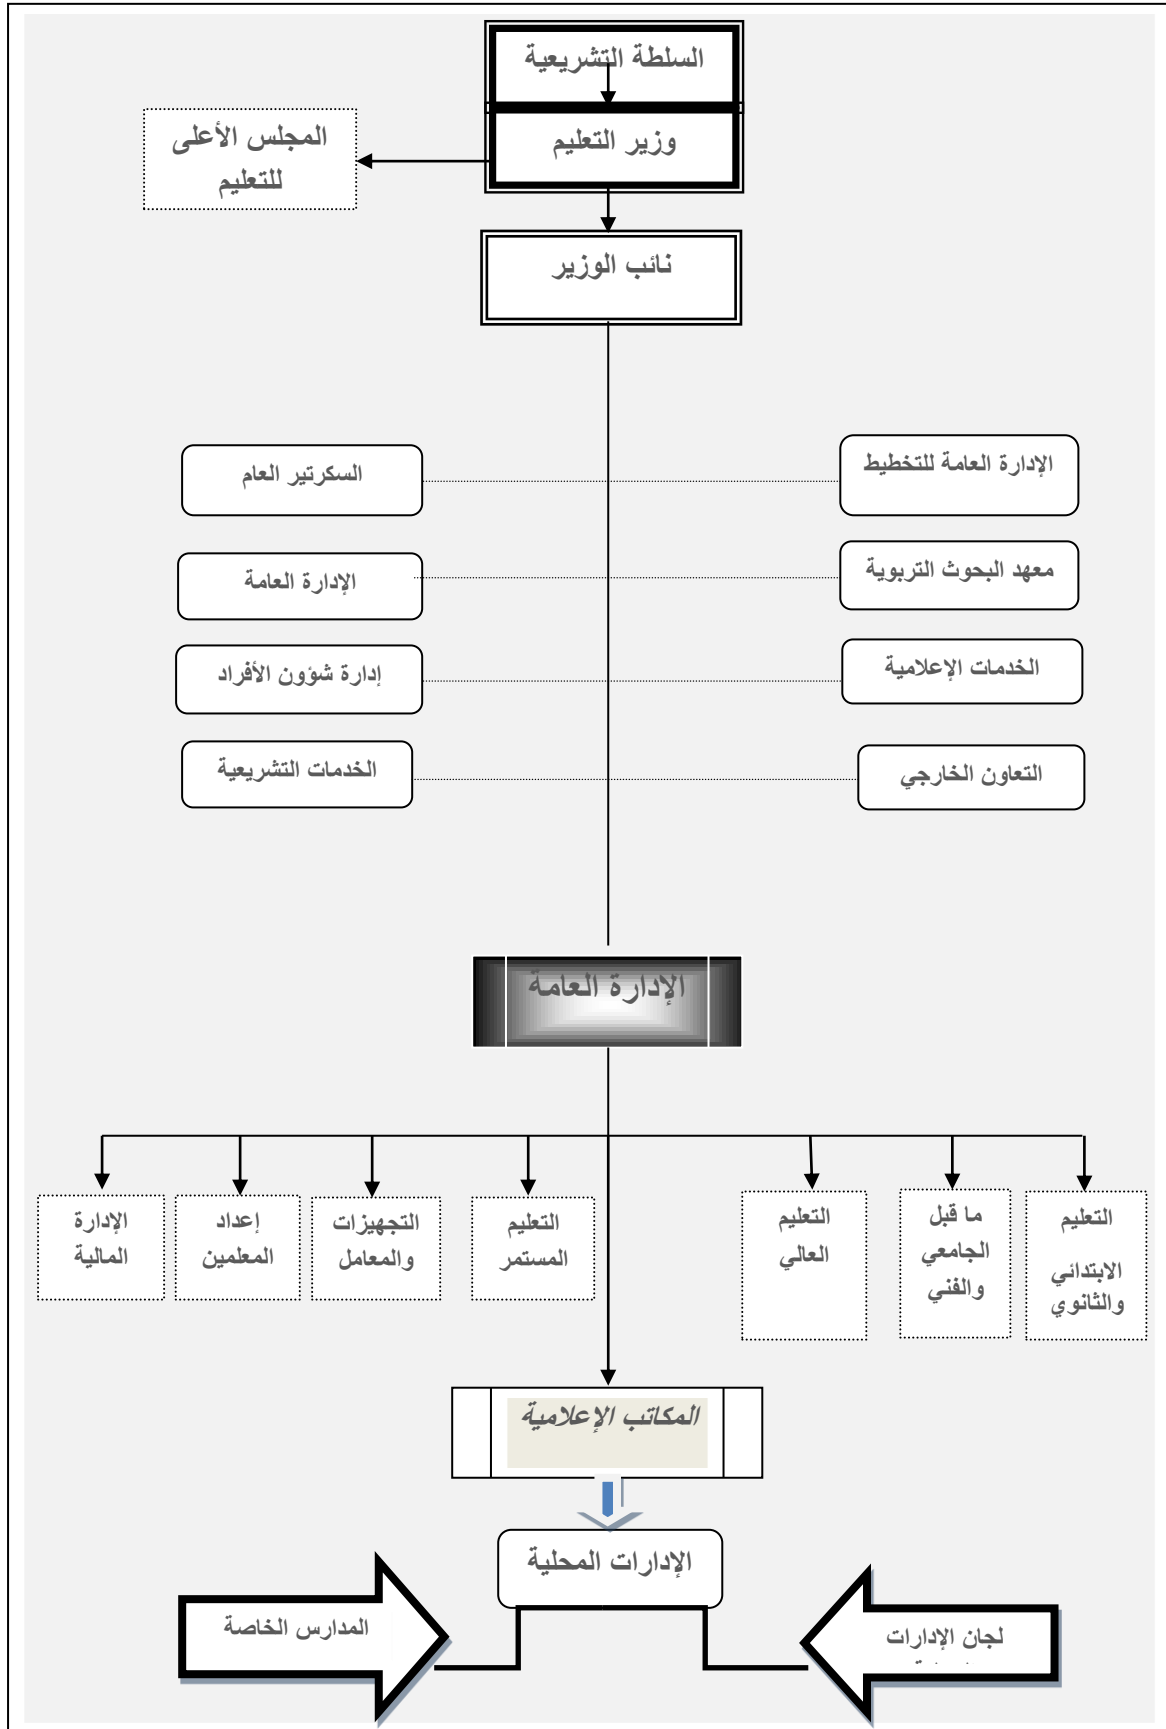 السلطة التشريعية
وزير التعليم
المجلس الأعلى
للتعليم
نائب الوزير
الإدارة العامة للتخطيط
السكرتير العام
معهد البحوث التربوية
الإدارة العامة
الخدمات الإعلامية
إدارة شؤون الأفراد
التعاون الخارجي
الخدمات التشريعية
الإدارة العامة
التعليم
الابتدائي
والثانوي
ما قبل
الجامعي
والفني
التعليم
العالي
التعليم
المستمر
التجهيزات
والمعامل
إعداد
المعلمين
الإدارة
المالية
المكاتب الإعلامية
الإدارات المحلية
لجان الإدارات
المدارس الخاصة